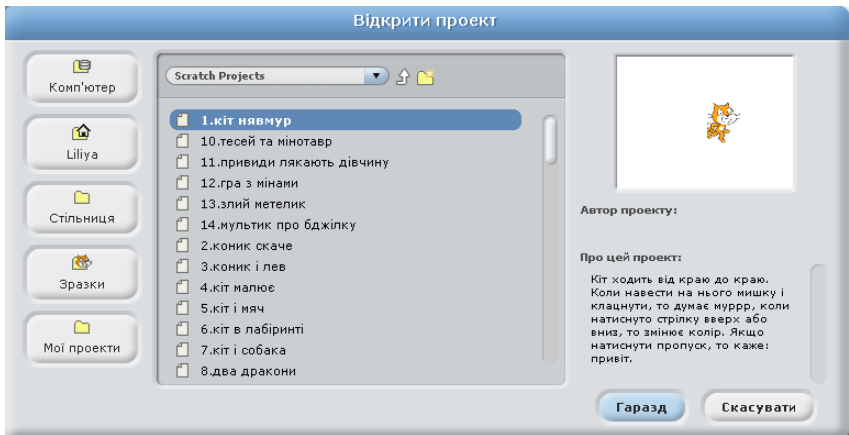 Відкрити проект
Комп'ютер
Liliya
Стільниця
Зразки
Мої проекти
Scratch Projects
1.кіт нявмур
10.тесей та мінотавр
11.привиди лякають дівчину
12.гра з мінами
13.злий метелик
14.мультик про бджілку
2.коник скаче
3.коник і лев
4.кіт малює
5.кіт і мяч
6.кіт в лабіринті
7.кіт і собака
8.два дракони
Автор проекту:
Про цей проект:
Кіт ходить від краю до краю.
Коли навести на нього мишку і
клацнути, то думає муррр, коли
натиснуто стрілку вверх або
вниз, то змінює колір. Якщо
натиснути пропуск, то каже:
привіт.
Гаразд
Скасувати